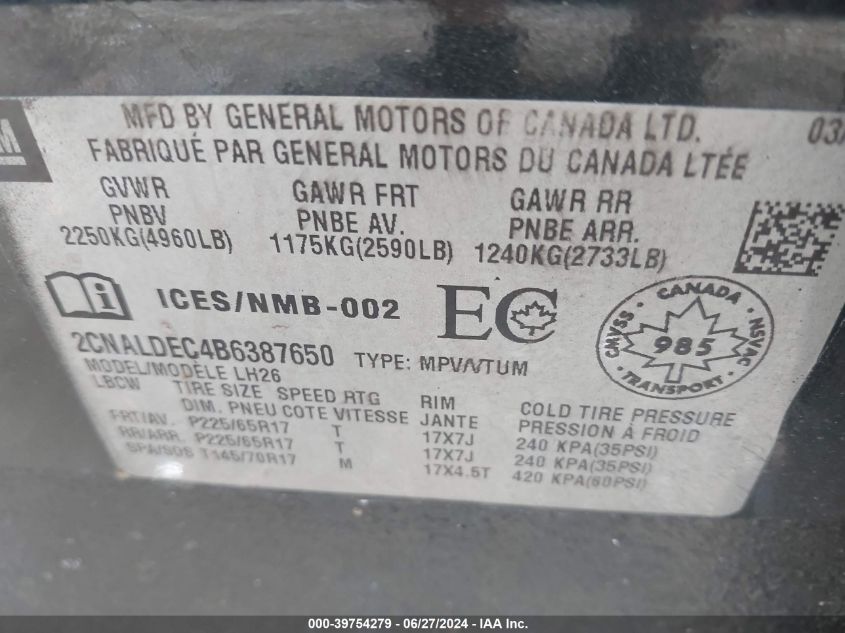 MFD BY GENERAL MOTORS OF CANADA LTD. 03/
FABRIQUÉ PAR GENERAL MOTORS DU CANADA LTÉE
GVWR GAWR FRT GAWR RR
PNBV PNBE AV. PNBE ARR.
2250KG(4960LB) 1175KG(2590LB) 1240KG(2733LB)
ICES/NMB-002 EC
CANADA
CMVSS 985 NSVAC
TRANSPORT
2CNALDEC4B6387650 TYPE: MPV/VTUM
MODEL/MODÈLE LH26
LBCW TIRE SIZE SPEED RTG RIM COLD TIRE PRESSURE
DIM. PNEU COTE VITESSE JANTE PRESSION À FROID
FRT/AV. P225/65R17 T 17X7J 240 KPA(35PSI)
RR/ARR. P225/65R17 T 17X7J 240 KPA(35PSI)
SPA/SOS T145/70R17 M 17X4.5T 420 KPA(60PSI)
000-39754279 - 06/27/2024 - IAA Inc.